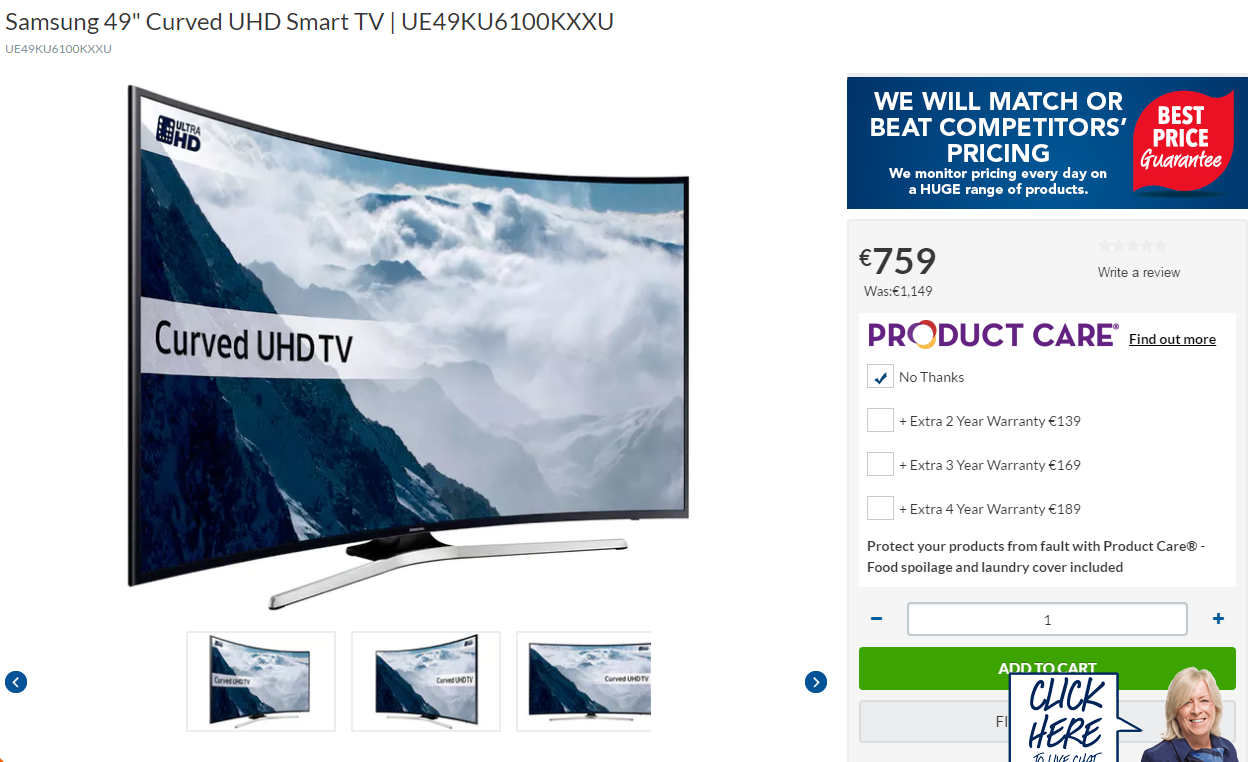 Samsung 49" Curved UHD Smart TV | UE49KU6100KXXU
UE49KU6100KXXU
ULTRA
HD
Curved UHD TV
SAMSUNG
Curved UHD TV
Curved UHD TV
Curved UHD TV
WE WILL MATCH OR
BEAT COMPETITORS’
PRICING
We monitor pricing every day on
a HUGE range of products.
BEST
PRICE
Guarantee
€759
Was:€1,149
Write a review
PRODUCT CARE® Find out more
No Thanks
+ Extra 2 Year Warranty €139
+ Extra 3 Year Warranty €169
+ Extra 4 Year Warranty €189
Protect your products from fault with Product Care® -
Food spoilage and laundry cover included
− 1 +
ADD TO CART
CLICK
HERE
TO LIVE CHAT